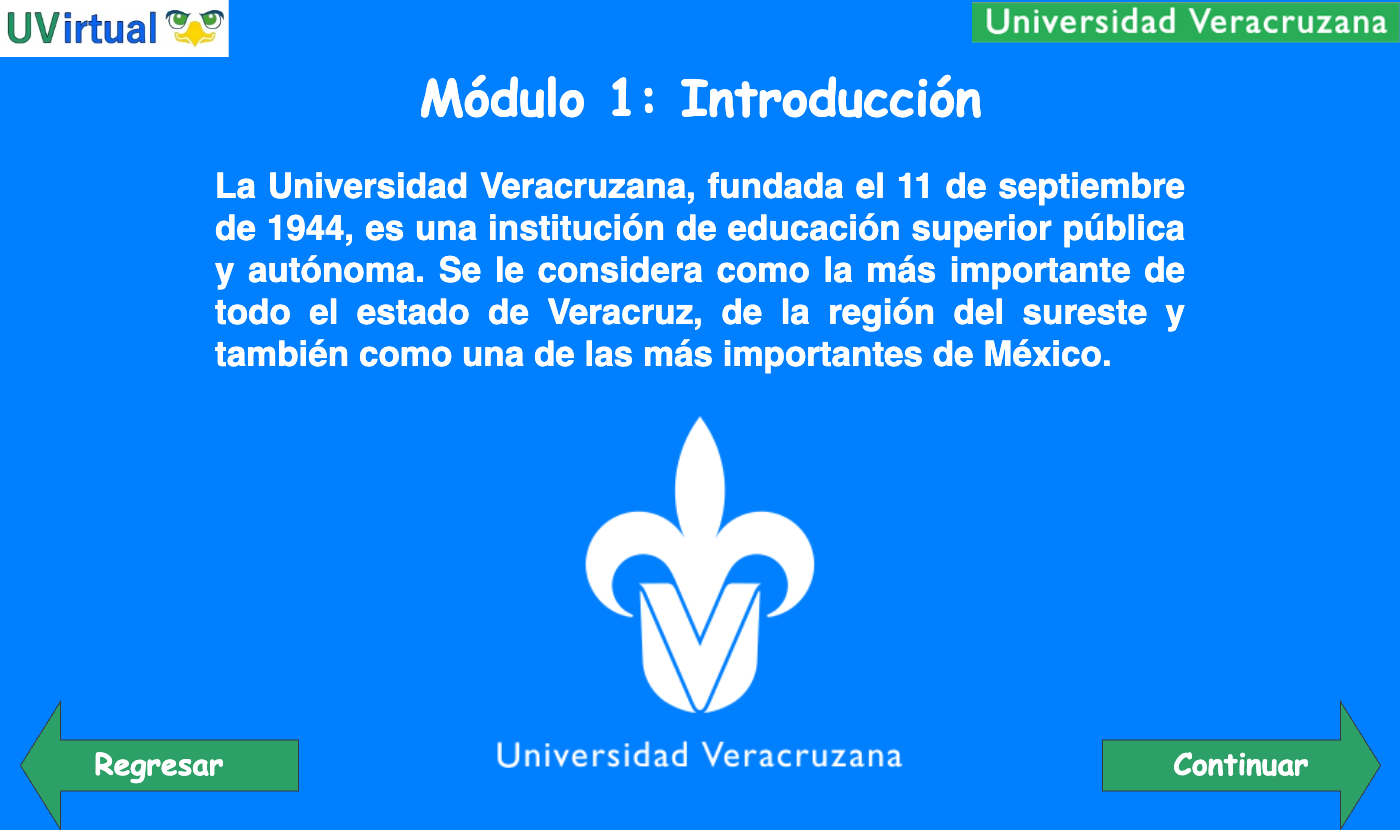 UVirtual
Universidad Veracruzana
Módulo 1: Introducción
La Universidad Veracruzana, fundada el 11 de septiembre
de 1944, es una institución de educación superior pública
y autónoma. Se le considera como la más importante de
todo el estado de Veracruz, de la región del sureste y
también como una de las más importantes de México.
Universidad Veracruzana
Regresar
Continuar